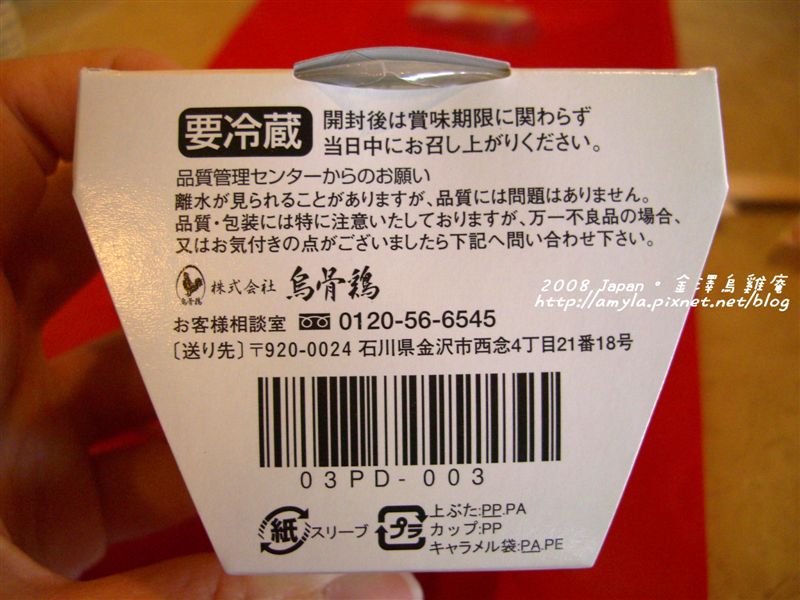 要冷蔵 開封後は賞味期限に関わらず
当日中にお召し上がりください。
品質管理センターからのお願い
離水が見られることがありますが、品質には問題はありません。
品質・包装には特に注意いたしておりますが、万一不良品の場合、
又はお気付きの点がございましたら下記へ問い合わせ下さい。
烏骨鶏 株式会社 烏骨鶏
お客様相談室 0120-56-6545
〔送り先〕〒920-0024 石川県金沢市西念4丁目21番18号
03PD-003
紙 スリーブ
プラ 上ぶた:PP.PA
カップ:PP
キャラメル袋:PA.PE
2008 Japan。金澤烏雞庵
http://amyla.pixnet.net/blog